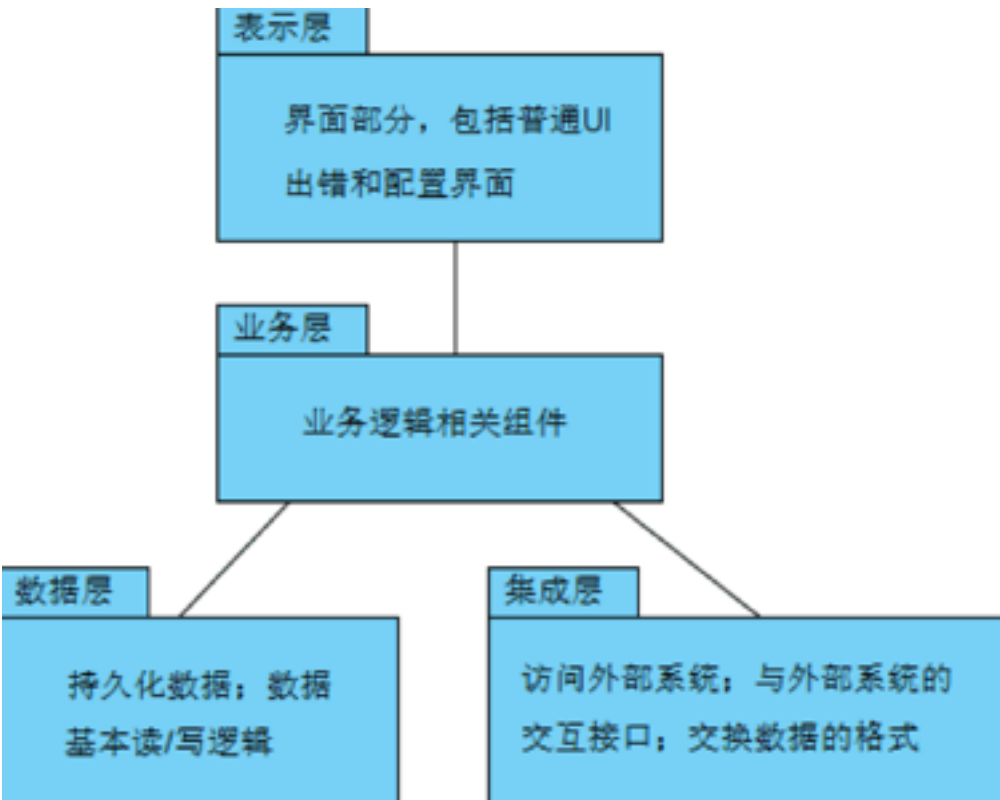 表示层
界面部分，包括普通UI
出错和配置界面
业务层
业务逻辑相关组件
数据层
持久化数据；数据
基本读/写逻辑
集成层
访问外部系统；与外部系统的
交互接口；交换数据的格式